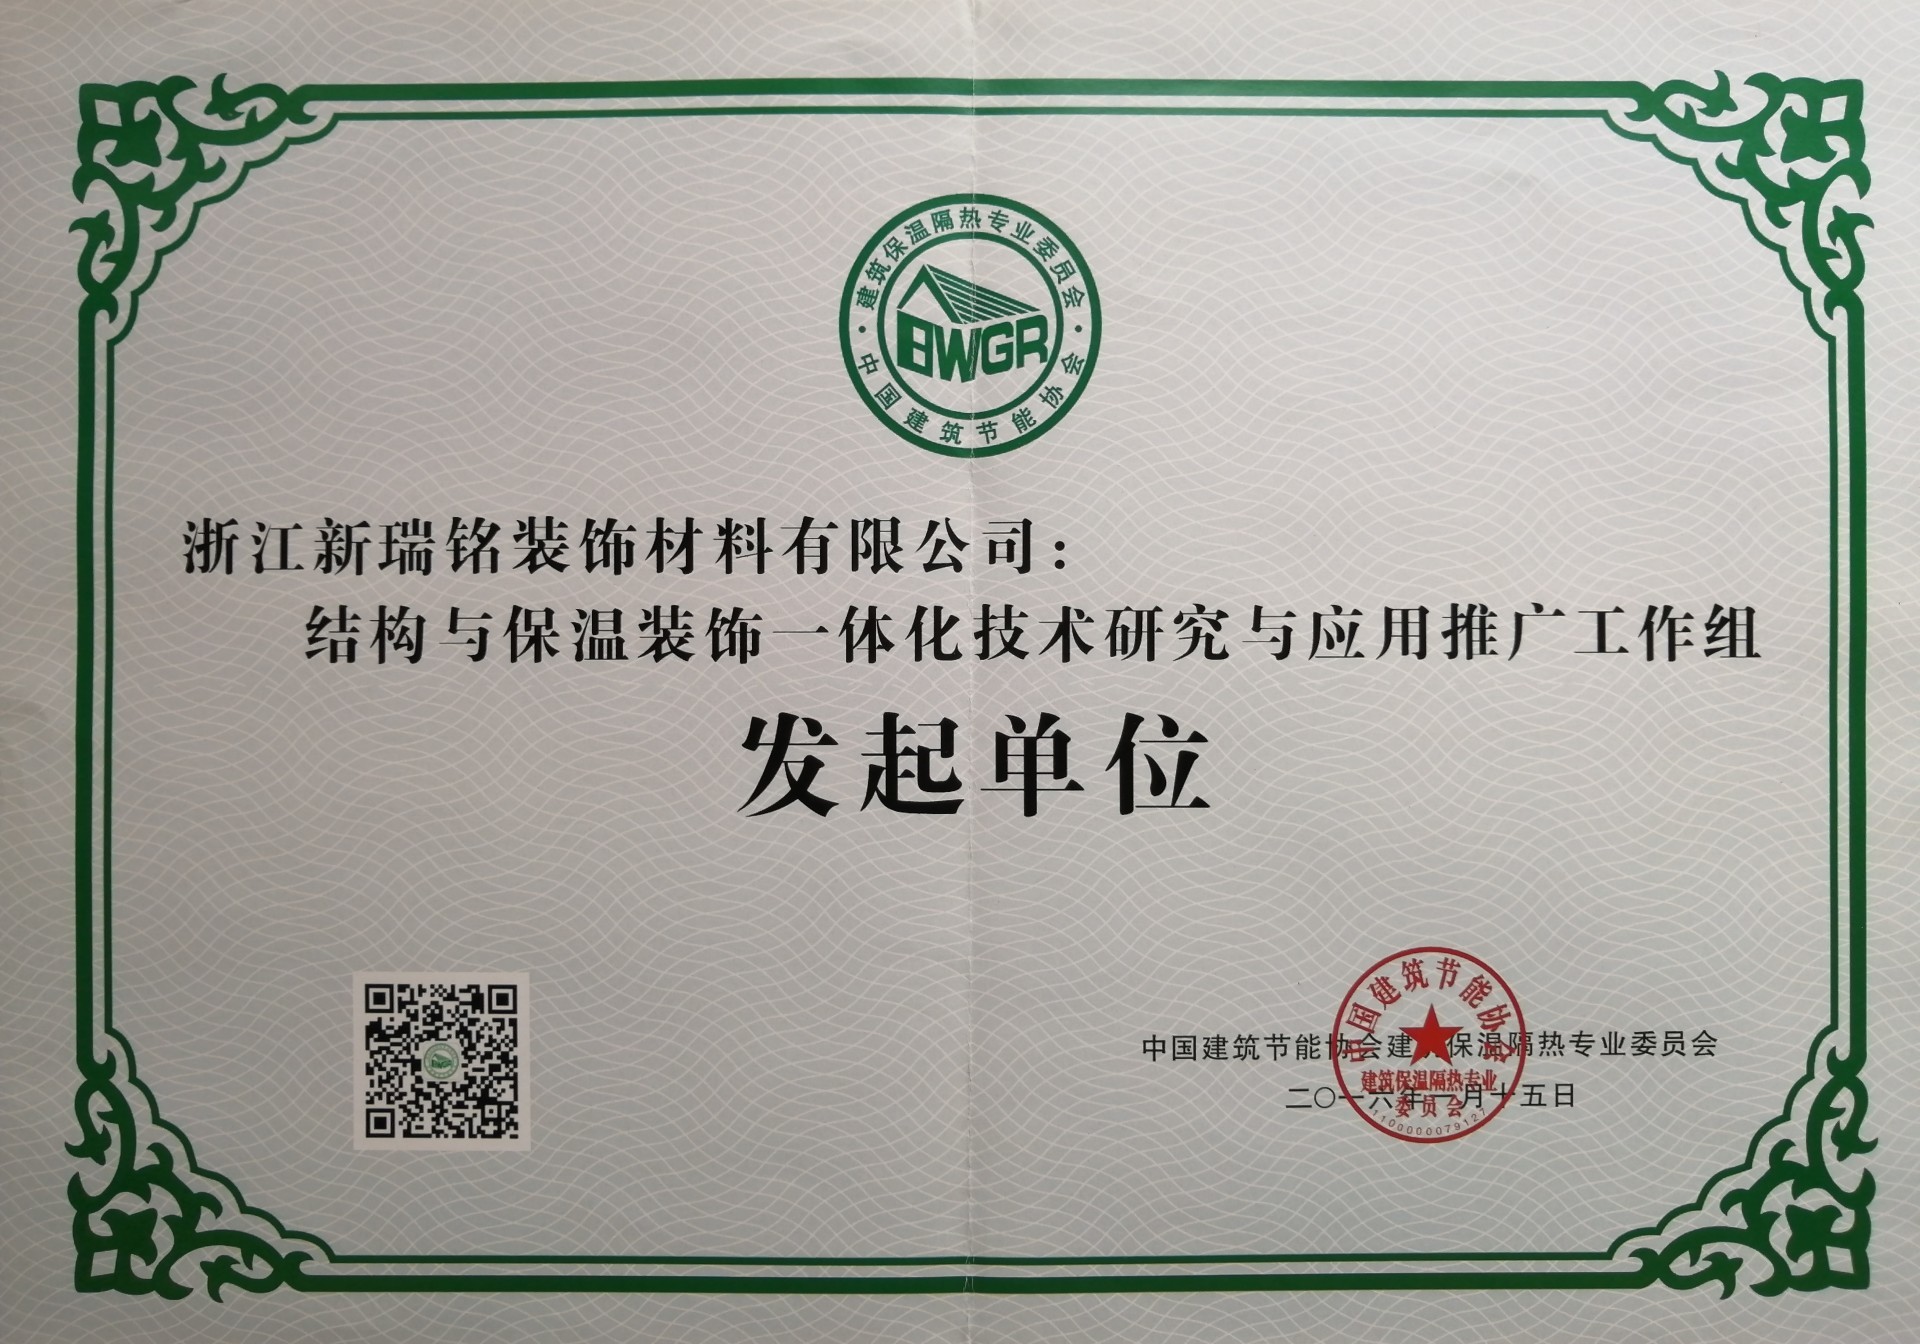 建筑保温隔热专业委员会
BWGR
中国建筑节能协会
浙江新瑞铭装饰材料有限公司：
结构与保温装饰一体化技术研究与应用推广工作组
发起单位
中国建筑节能协会建筑保温隔热专业委员会
二〇一六年一月十五日
中国建筑节能协会
建筑保温隔热专业
委员会
1100000079127